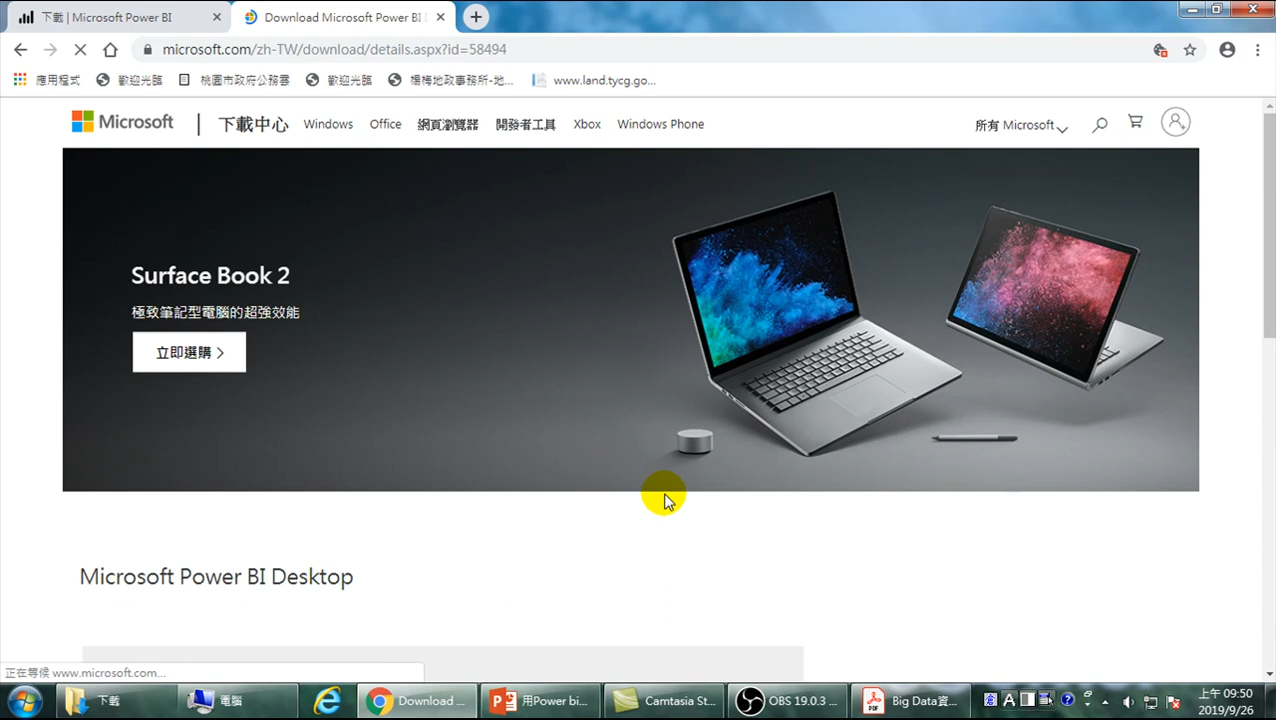 下載 | Microsoft Power BI
Download Microsoft Power BI
microsoft.com/zh-TW/download/details.aspx?id=58494
應用程式 歡迎光臨 桃園市政府公務雲 歡迎光臨 楊梅地政事務所-地... www.land.tycg.go...
Microsoft 下載中心 Windows Office 網頁瀏覽器 開發者工具 Xbox Windows Phone 所有 Microsoft
Surface Book 2
極致筆記型電腦的超強效能
立即選購 >
Microsoft Power BI Desktop
正在等候 www.microsoft.com...
下載 電腦 Download ... 用Power bi... Camtasia St... OBS 19.0.3 ... Big Data資...
上午 09:50
2019/9/26